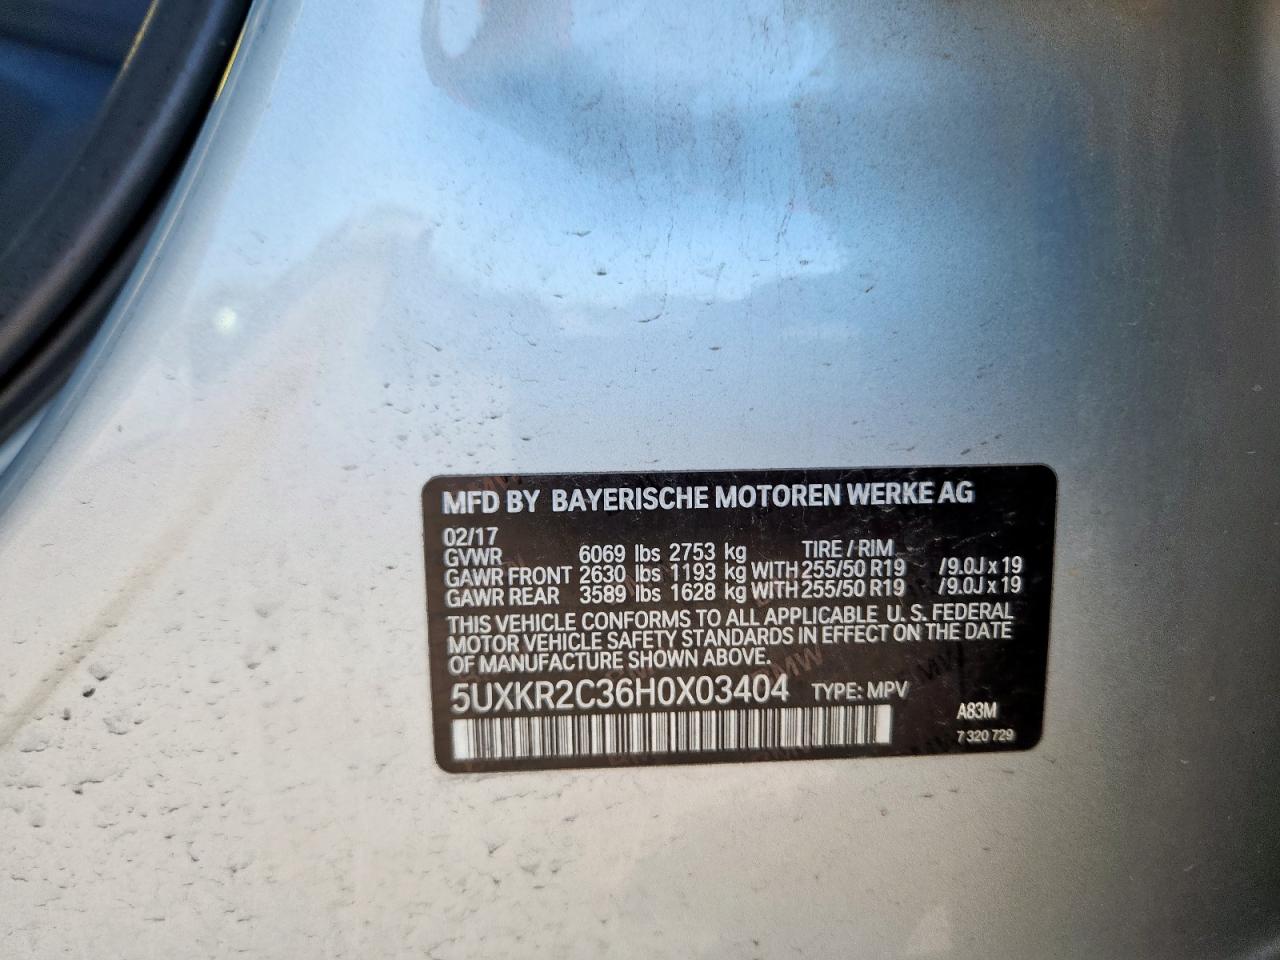 MFD BY BAYERISCHE MOTOREN WERKE AG
02/17
GVWR 6069 lbs 2753 kg TIRE / RIM
GAWR FRONT 2630 lbs 1193 kg WITH 255/50 R19 /9.0J x 19
GAWR REAR 3589 lbs 1628 kg WITH 255/50 R19 /9.0J x 19
THIS VEHICLE CONFORMS TO ALL APPLICABLE U. S. FEDERAL
MOTOR VEHICLE SAFETY STANDARDS IN EFFECT ON THE DATE
OF MANUFACTURE SHOWN ABOVE.
5UXKR2C36H0X03404 TYPE: MPV
A83M
7 320 729